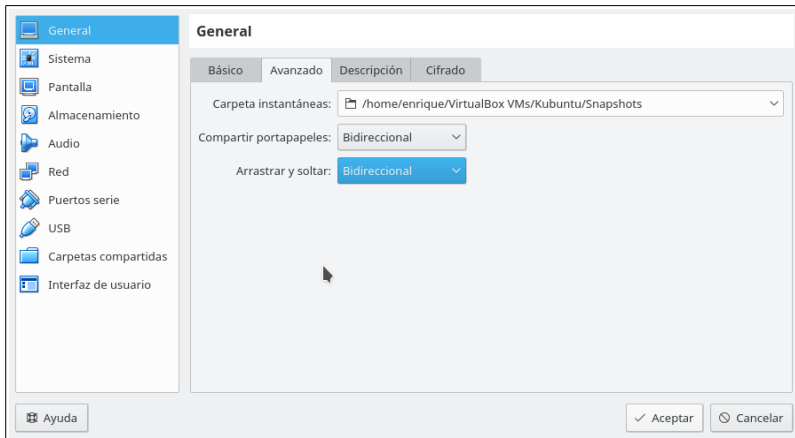 General
Sistema
Pantalla
Almacenamiento
Audio
Red
Puertos serie
USB
Carpetas compartidas
Interfaz de usuario
General
Básico Avanzado Descripción Cifrado
Carpeta instantáneas: /home/enrique/VirtualBox VMs/Kubuntu/Snapshots
Compartir portapapeles: Bidireccional
Arrastrar y soltar: Bidireccional
Ayuda Aceptar Cancelar